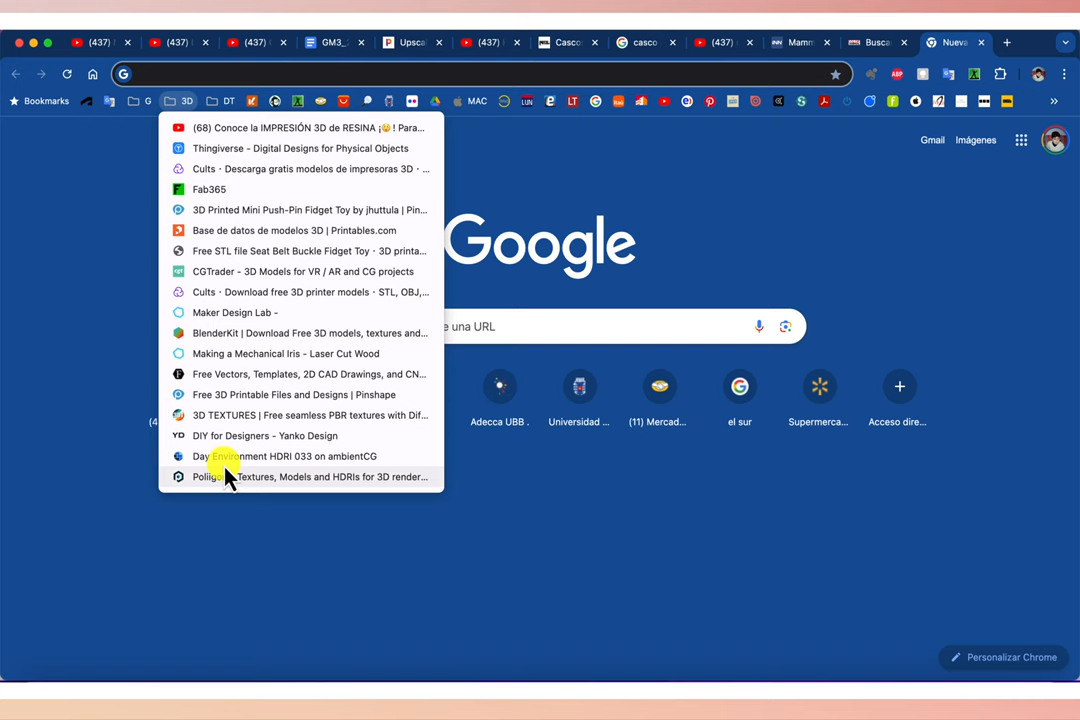 (437) I
(437) I
(437) (
GM3_
Upsca
(437) I
Casco
casco
(437)
Mamm
Buscar
Nueva
Bookmarks
G
3D
DT
MAC
LUN
LT
»
Gmail
Imágenes
(68) Conoce la IMPRESIÓN 3D de RESINA ¡😳! Para...
Thingiverse - Digital Designs for Physical Objects
Cults · Descarga gratis modelos de impresoras 3D · ...
Fab365
3D Printed Mini Push-Pin Fidget Toy by jhuttula | Pin...
Base de datos de modelos 3D | Printables.com
Free STL file Seat Belt Buckle Fidget Toy · 3D printa...
CGTrader - 3D Models for VR / AR and CG projects
Cults · Download free 3D printer models · STL, OBJ,...
Maker Design Lab -
BlenderKit | Download Free 3D models, textures and...
Making a Mechanical Iris - Laser Cut Wood
Free Vectors, Templates, 2D CAD Drawings, and CN...
Free 3D Printable Files and Designs | Pinshape
3D TEXTURES | Free seamless PBR textures with Dif...
YD DIY for Designers - Yanko Design
Day Environment HDRI 033 on ambientCG
Textures, Models and HDRIs for 3D render...
Google
e una URL
(4
Adecca UBB .
Universidad ...
(11) Mercad...
el sur
Supermerca...
Acceso dire...
Personalizar Chrome